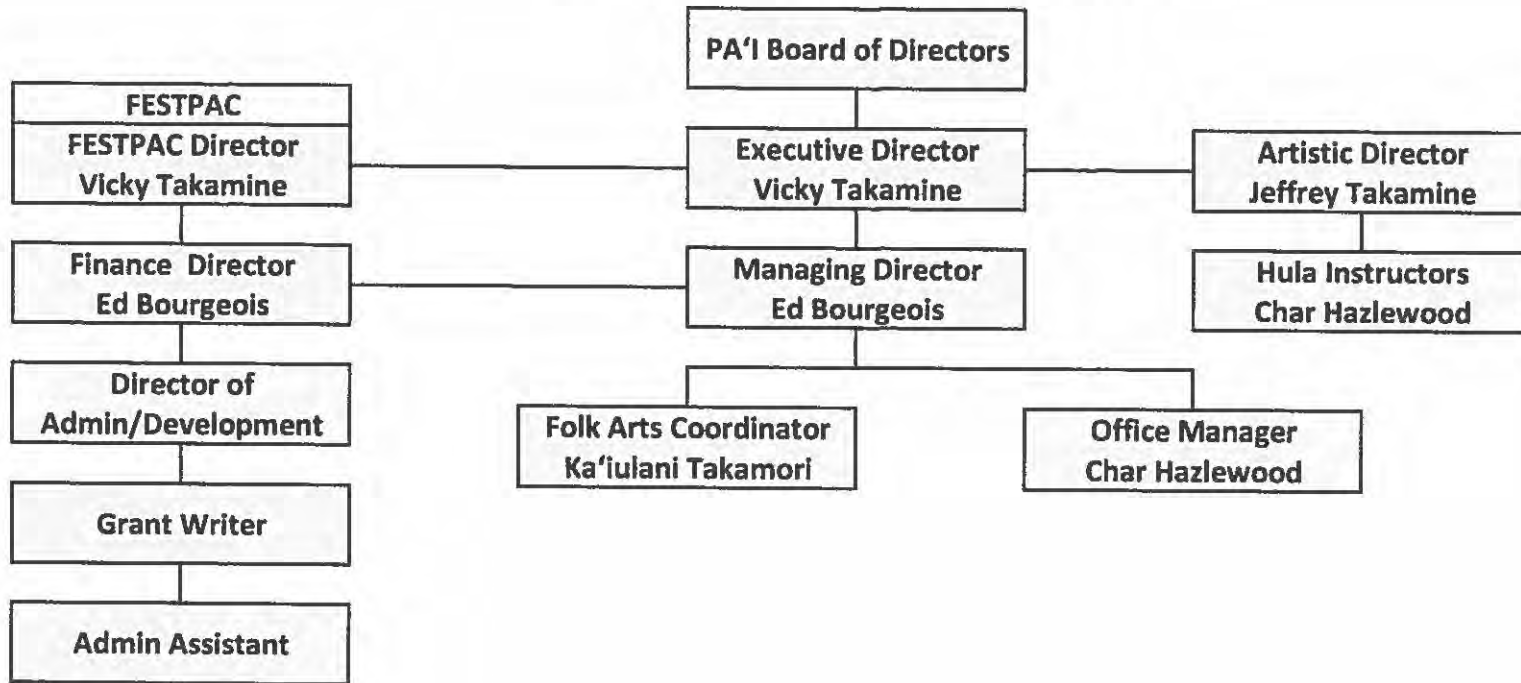 PA‘I Board of Directors
FESTPAC
FESTPAC Director
Vicky Takamine
Executive Director
Vicky Takamine
Artistic Director
Jeffrey Takamine
Finance Director
Ed Bourgeois
Managing Director
Ed Bourgeois
Hula Instructors
Char Hazlewood
Director of
Admin/Development
Folk Arts Coordinator
Ka‘iulani Takamori
Office Manager
Char Hazlewood
Grant Writer
Admin Assistant